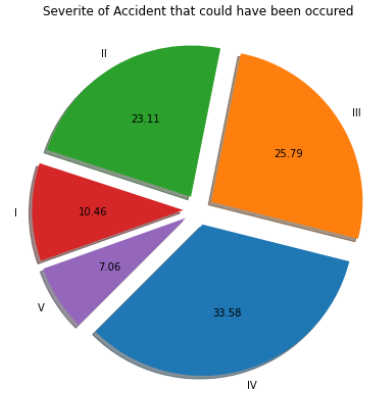 Severite of Accident that could have been occured
II
III
23.11
25.79
I
10.46
7.06
V
33.58
IV